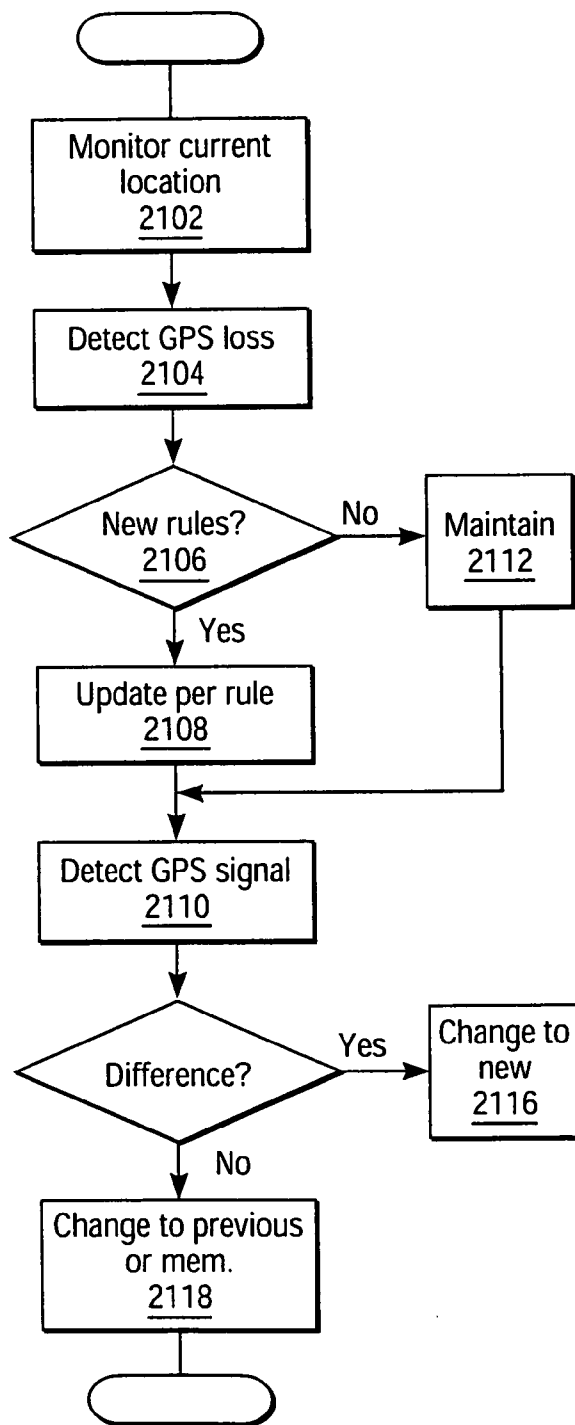 Monitor current
location
2102
Detect GPS loss
2104
New rules?
2106
No
Maintain
2112
Yes
Update per rule
2108
Detect GPS signal
2110
Difference?
Yes
Change to
new
2116
No
Change to previous
or mem.
2118